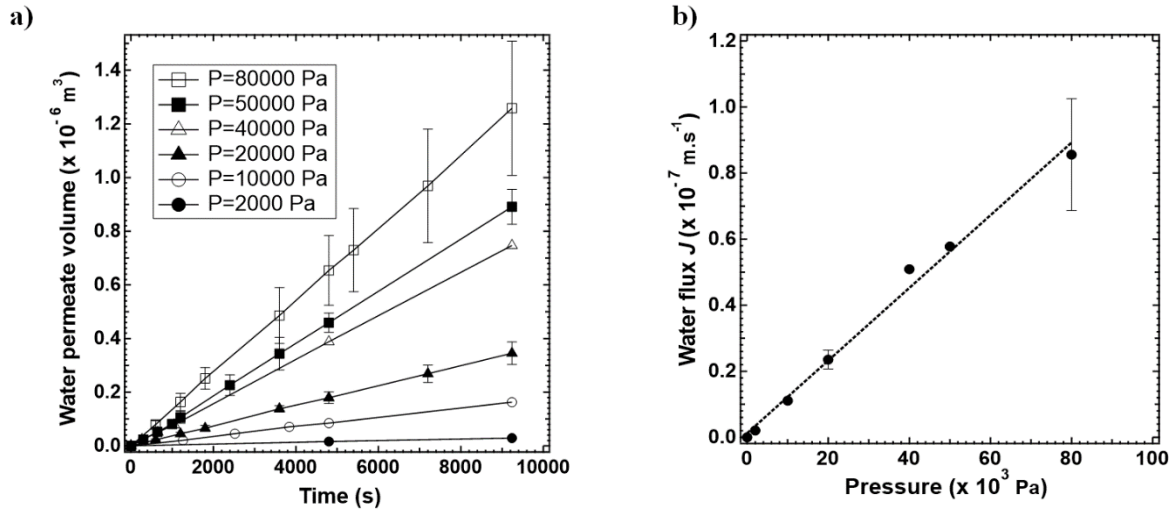 a)
Water permeate volume (x 10⁻⁶ m³)
1.4
1.2
1.0
0.8
0.6
0.4
0.2
0.0
P=80000 Pa
P=50000 Pa
P=40000 Pa
P=20000 Pa
P=10000 Pa
P=2000 Pa
0 2000 4000 6000 8000 10000
Time (s)
b)
Water flux J (x 10⁻⁷ m.s⁻¹)
1.2
1.0
0.8
0.6
0.4
0.2
0.0
0 20 40 60 80 100
Pressure (x 10³ Pa)